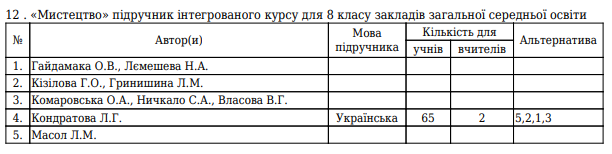 12 . «Мистецтво» підручник інтегрованого курсу для 8 класу закладів загальної середньої освіти
№ Автор(и) Мова підручника Кількість для Альтернатива
учнів вчителів
1. Гайдамака О.В., Лємешева Н.А.
2. Кізілова Г.О., Гринишина Л.М.
3. Комаровська О.А., Ничкало С.А., Власова В.Г.
4. Кондратова Л.Г. Українська 65 2 5,2,1,3
5. Масол Л.М.